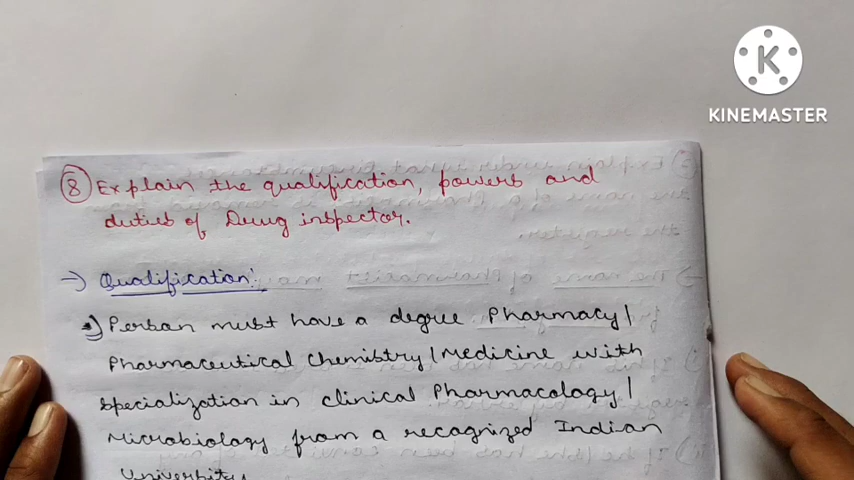 KINEMASTER
⑧ Explain the qualification, powers and
duties of Drug inspector.
→ Qualification:
Person must have a degree Pharmacy/
Pharmaceutical Chemistry/Medicine with
specialization in clinical Pharmacology/
Microbiology from a recognized Indian
University.